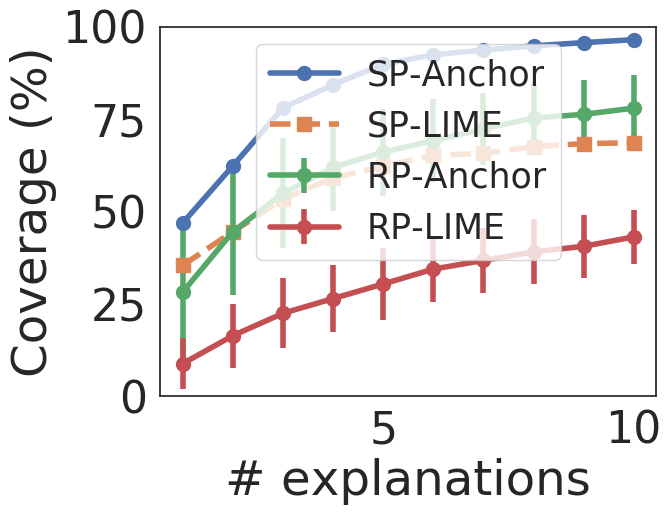 Coverage (%)
100
75
50
25
0
SP-Anchor
SP-LIME
RP-Anchor
RP-LIME
5
10
# explanations